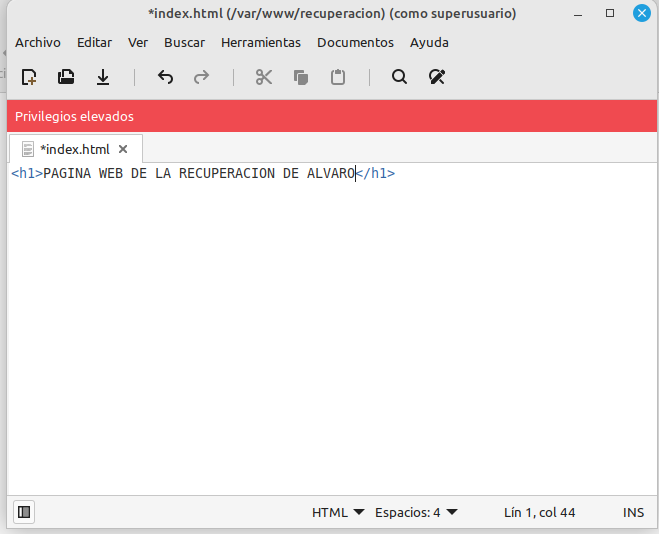 *index.html (/var/www/recuperacion) (como superusuario)
Archivo Editar Ver Buscar Herramientas Documentos Ayuda
Privilegios elevados
*index.html
<h1>PAGINA WEB DE LA RECUPERACION DE ALVARO</h1>
HTML Espacios: 4 Lín 1, col 44 INS